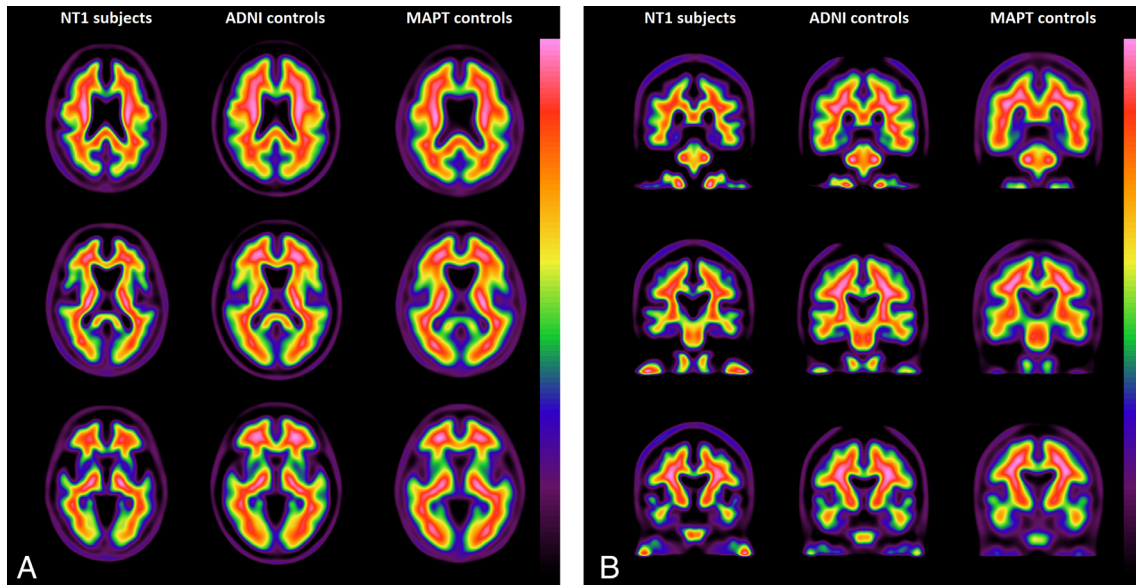 NT1 subjects ADNI controls MAPT controls
A
NT1 subjects ADNI controls MAPT controls
B